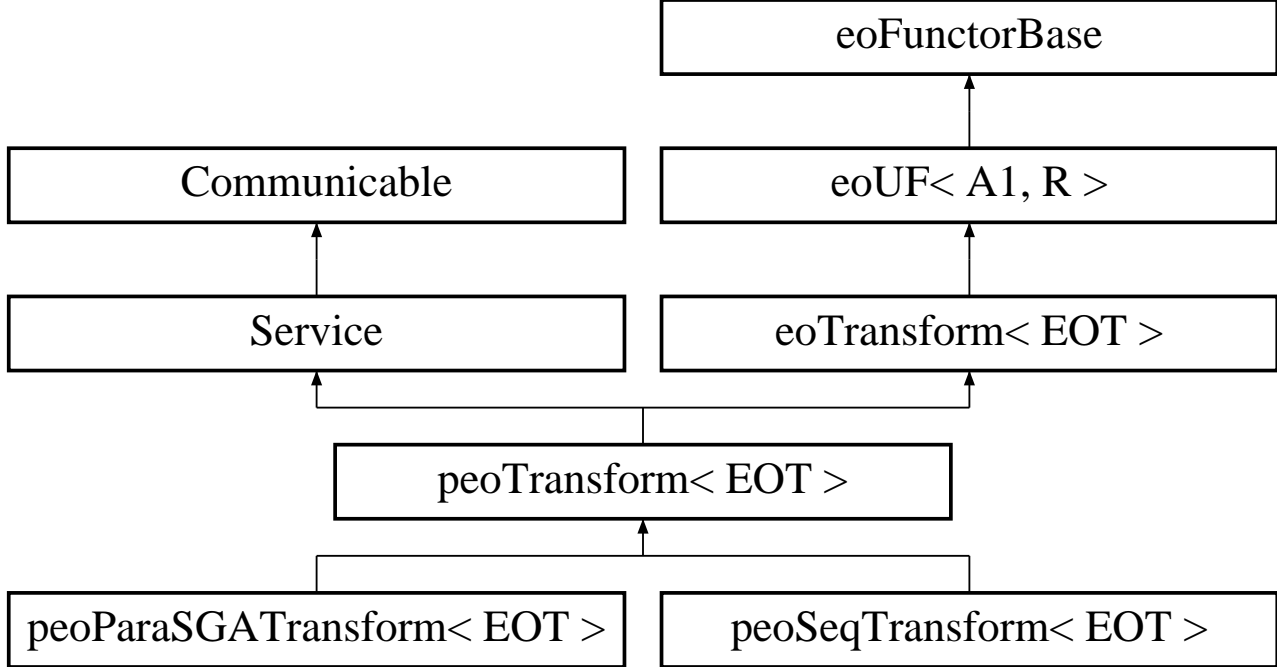 eoFunctorBase
Communicable
eoUF< A1, R >
Service
eoTransform< EOT >
peoTransform< EOT >
peoParaSGATransform< EOT >
peoSeqTransform< EOT >